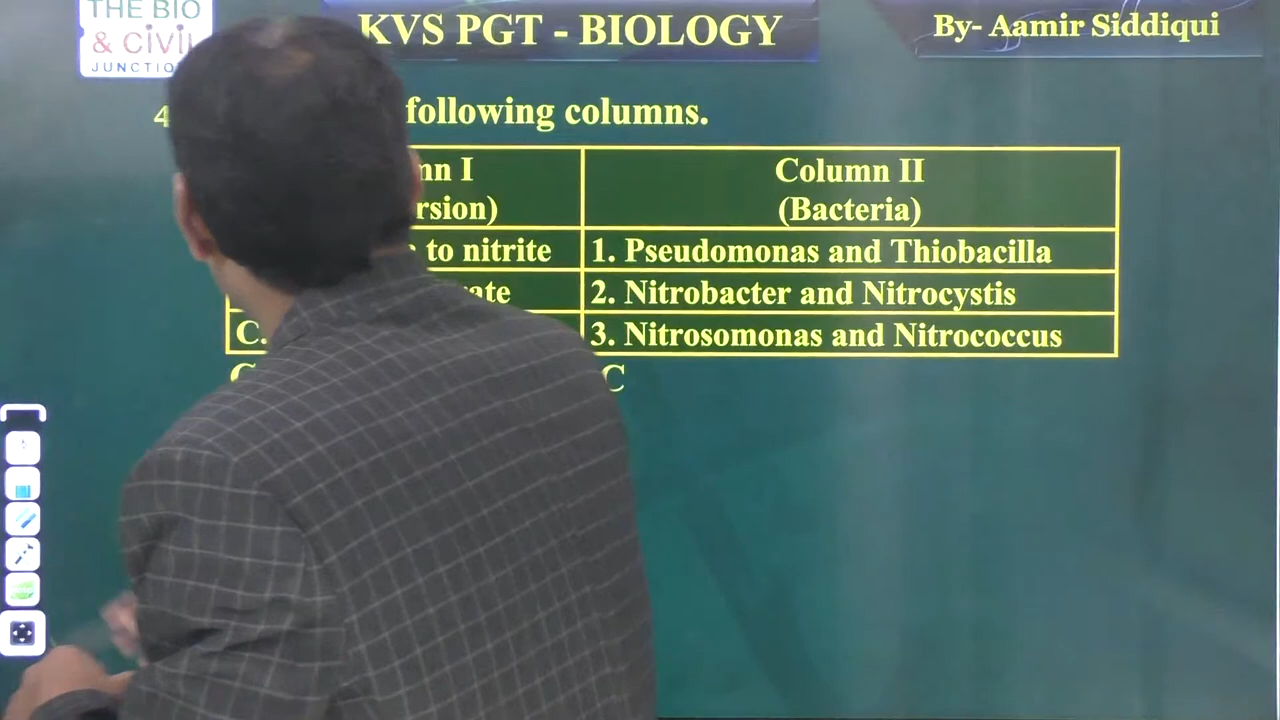 THE BIO
& CiViL
JUNCTIO
KVS PGT - BIOLOGY
By- Aamir Siddiqui
4
following columns.
mn I
rsion)
Column II
(Bacteria)
to nitrite
1. Pseudomonas and Thiobacilla
ate
2. Nitrobacter and Nitrocystis
C.
3. Nitrosomonas and Nitrococcus
C